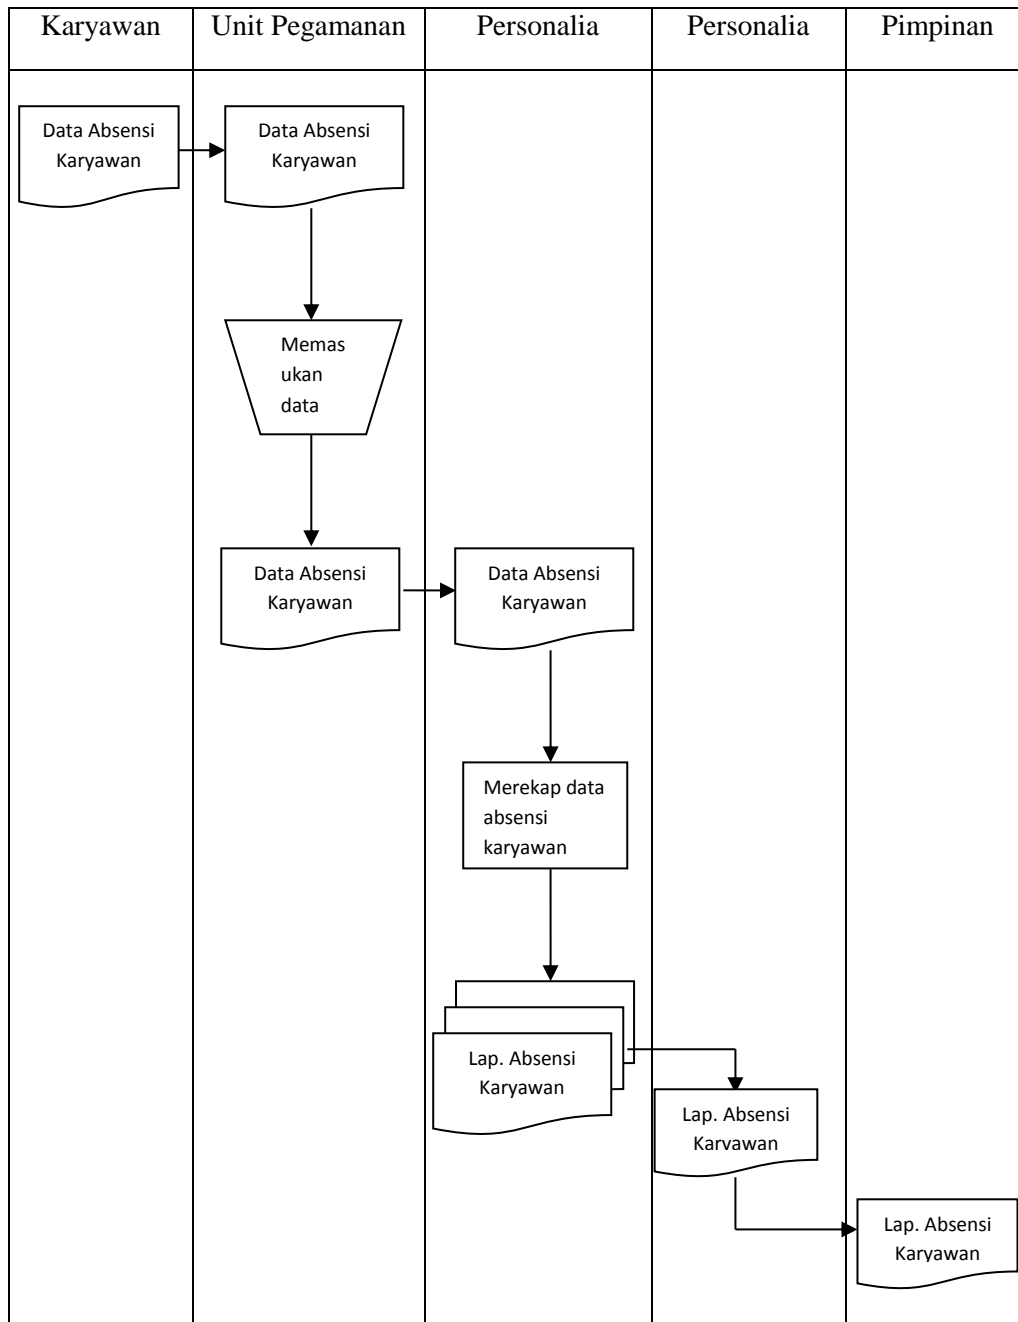 Karyawan
Unit Pegamanan
Personalia
Personalia
Pimpinan
Data Absensi
Karyawan
Data Absensi
Karyawan
Memas
ukan
data
Data Absensi
Karyawan
Data Absensi
Karyawan
Merekap data
absensi
karyawan
Lap. Absensi
Karyawan
Lap. Absensi
Karyawan
Lap. Absensi
Karyawan